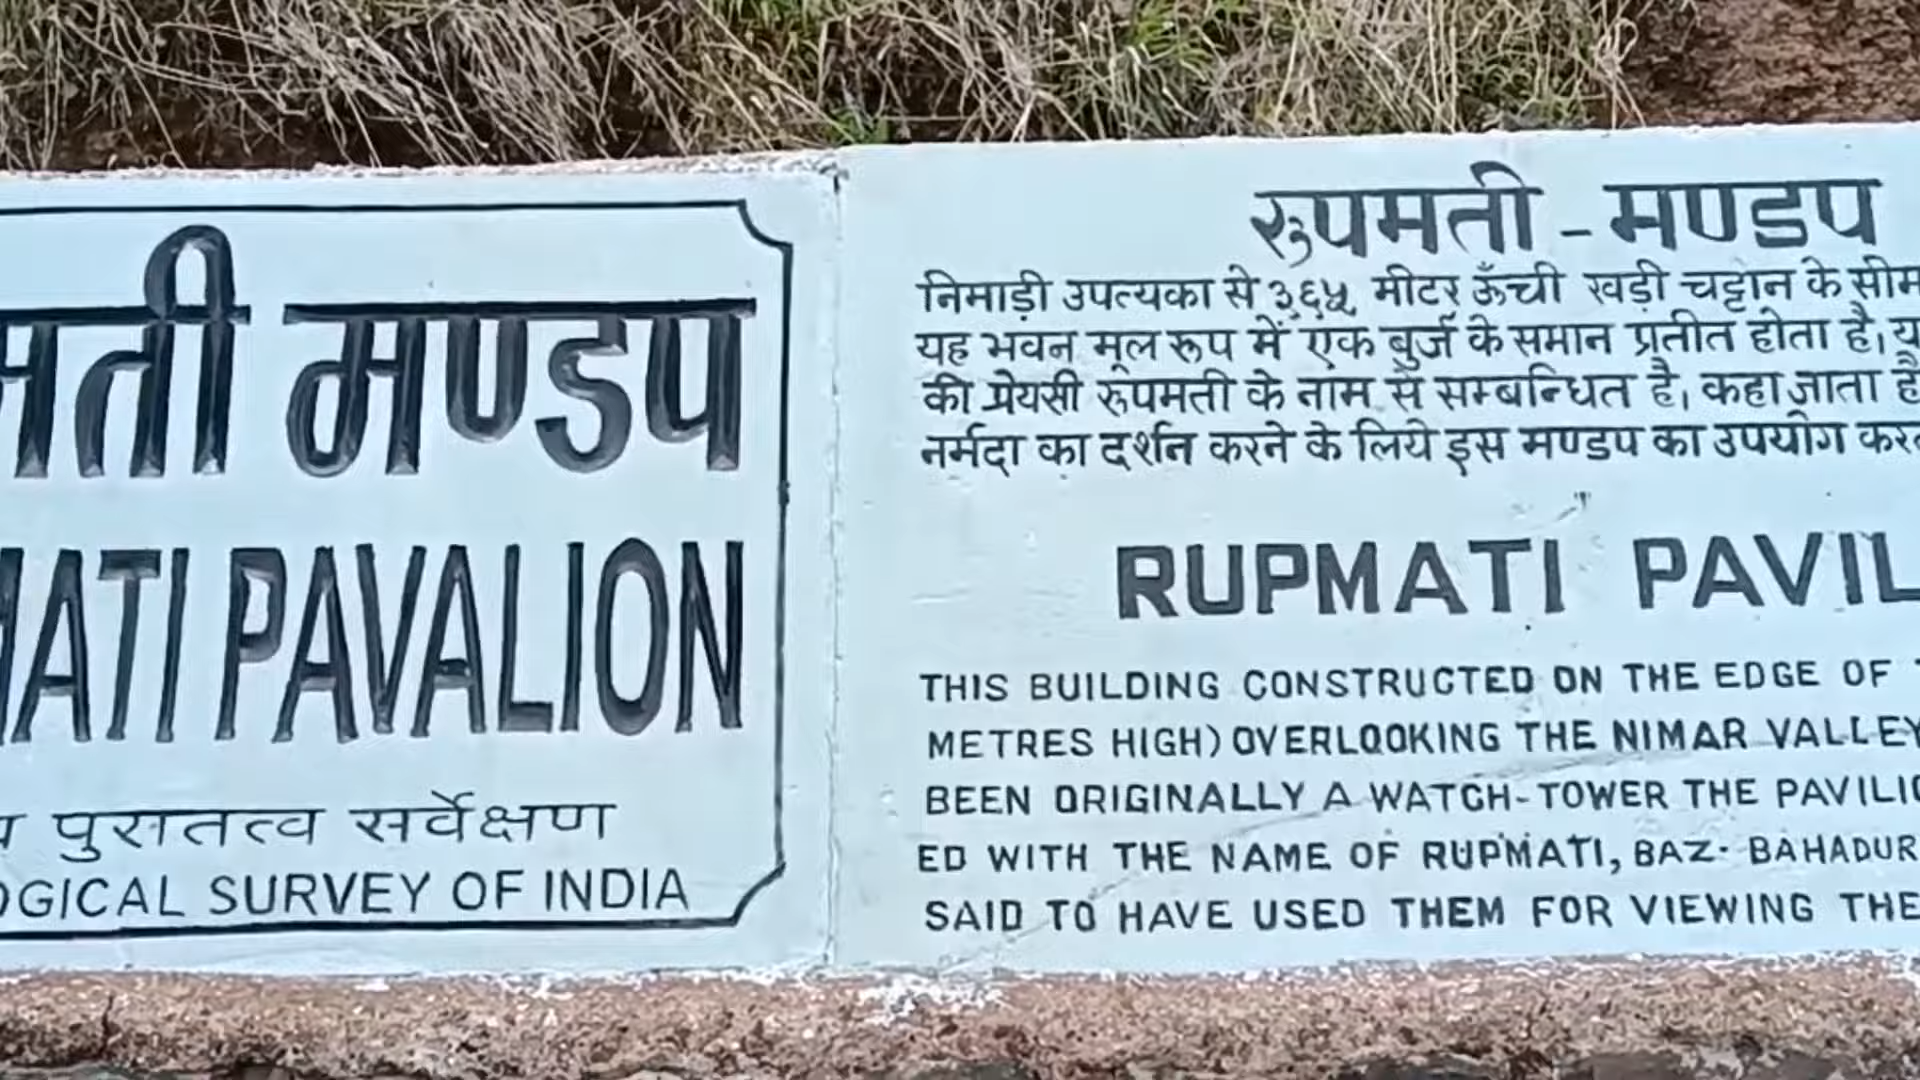 मती मण्डप
MATI PAVALION
पुरातत्व सर्वेक्षण
OGICAL SURVEY OF INDIA
रुपमती - मण्डप
निमाड़ी उपत्यका से ३६५ मीटर ऊँची खड़ी चट्टान के सीम
यह भवन मूल रूप में एक बुर्ज के समान प्रतीत होता है। य
की प्रेयसी रुपमती के नाम से सम्बन्धित है। कहा जाता है
नर्मदा का दर्शन करने के लिये इस मण्डप का उपयोग कर
RUPMATI PAVIL
THIS BUILDING CONSTRUCTED ON THE EDGE OF
METRES HIGH) OVERLOOKING THE NIMAR VALLEY
BEEN ORIGINALLY A WATCH-TOWER THE PAVILIO
ED WITH THE NAME OF RUPMATI, BAZ- BAHADUR
SAID TO HAVE USED THEM FOR VIEWING THE